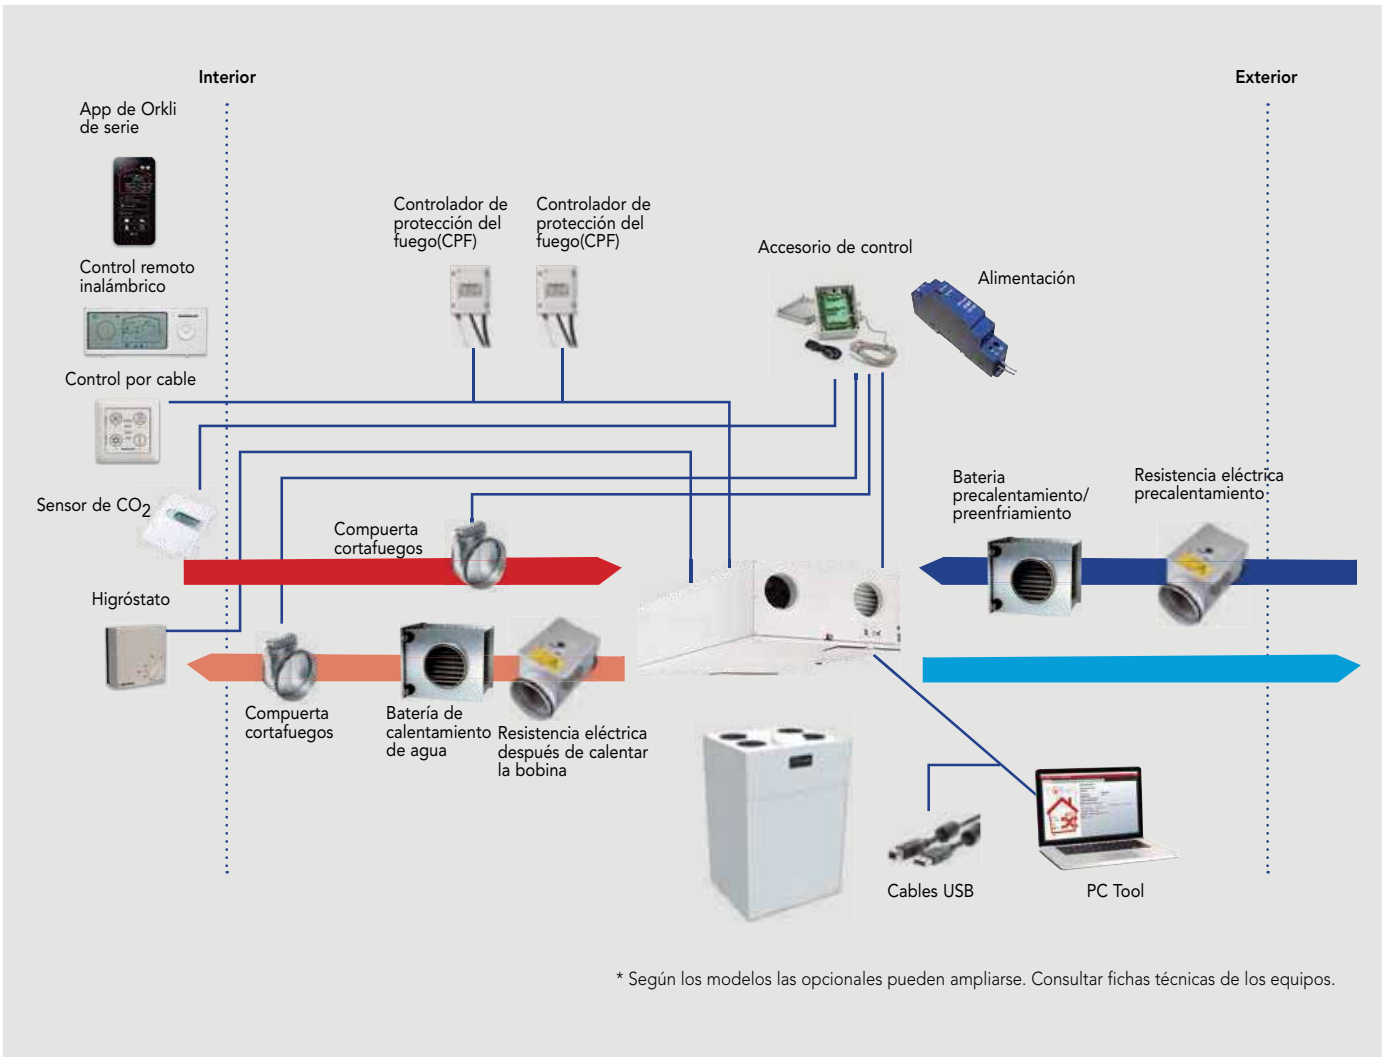 Interior
Exterior
App de Orkli
de serie
Control remoto
inalámbrico
Control por cable
Sensor de CO2
Higróstato
Controlador de
protección del
fuego(CPF)
Controlador de
protección del
fuego(CPF)
Accesorio de control
Alimentación
Compuerta
cortafuegos
Bateria
precalentamiento/
preenfriamiento
Resistencia eléctrica
precalentamiento
Compuerta
cortafuegos
Batería de
calentamiento
de agua
Resistencia eléctrica
después de calentar
la bobina
Cables USB
PC Tool
* Según los modelos las opcionales pueden ampliarse. Consultar fichas técnicas de los equipos.